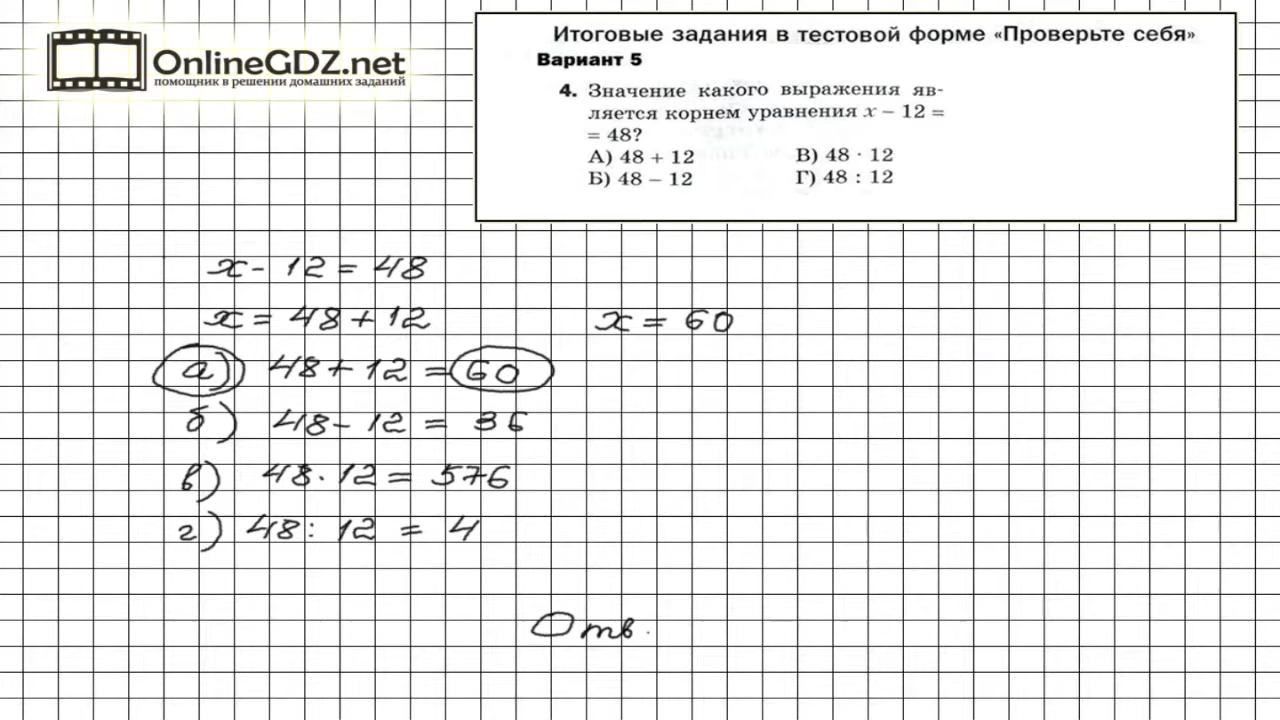 OnlineGDZ.net
помощник в решении домашних заданий
Итоговые задания в тестовой форме «Проверьте себя»
Вариант 5
4. Значение какого выражения яв-
ляется корнем уравнения x – 12 =
= 48?
А) 48 + 12 В) 48 · 12
Б) 48 – 12 Г) 48 : 12
x - 12 = 48
x = 48 + 12 x = 60
а) 48 + 12 = 60
б) 48 - 12 = 36
в) 48 · 12 = 576
г) 48 : 12 = 4
Отв.